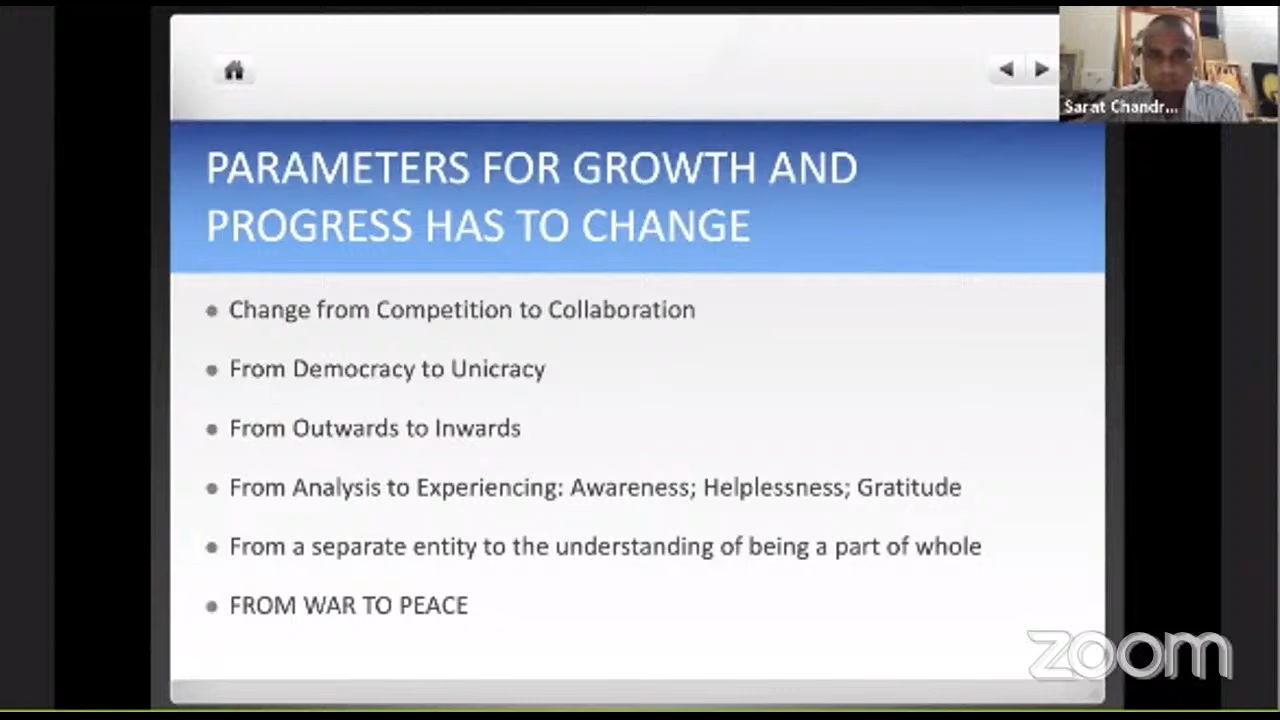 Sarat Chandr...
PARAMETERS FOR GROWTH AND
PROGRESS HAS TO CHANGE
Change from Competition to Collaboration
From Democracy to Unicracy
From Outwards to Inwards
From Analysis to Experiencing: Awareness; Helplessness; Gratitude
From a separate entity to the understanding of being a part of whole
FROM WAR TO PEACE
zoom